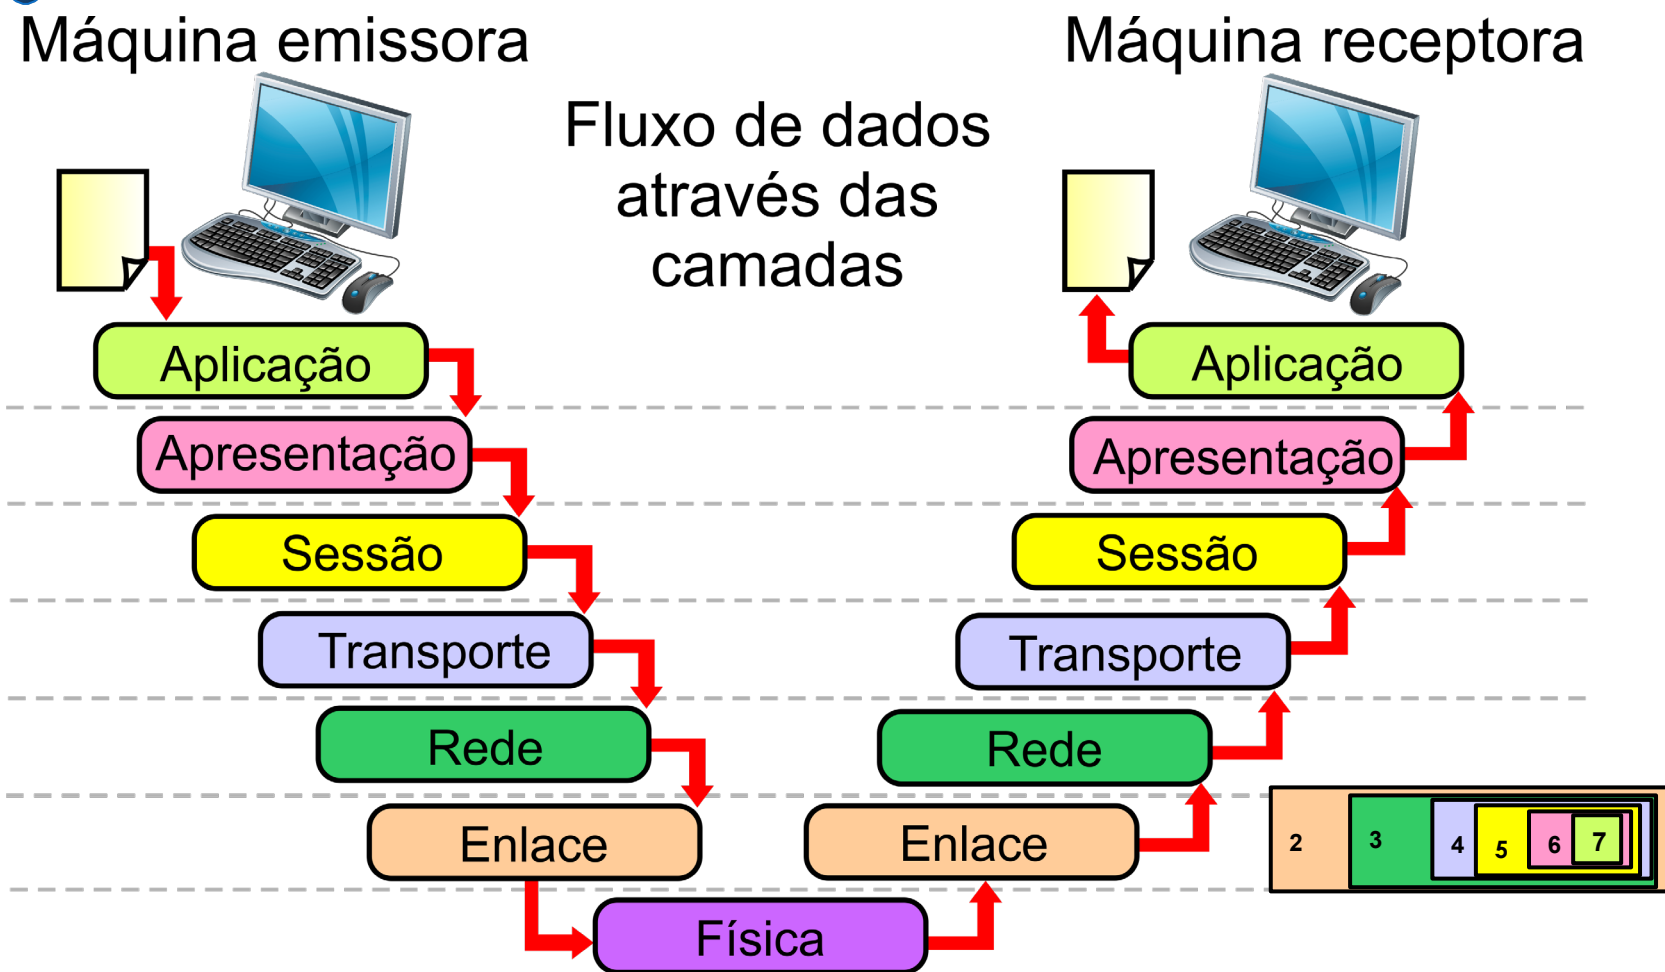 Máquina emissora
Máquina receptora
Fluxo de dados
através das
camadas
Aplicação
Aplicação
Apresentação
Apresentação
Sessão
Sessão
Transporte
Transporte
Rede
Rede
Enlace
Enlace
2 3 4 5 6 7
Física